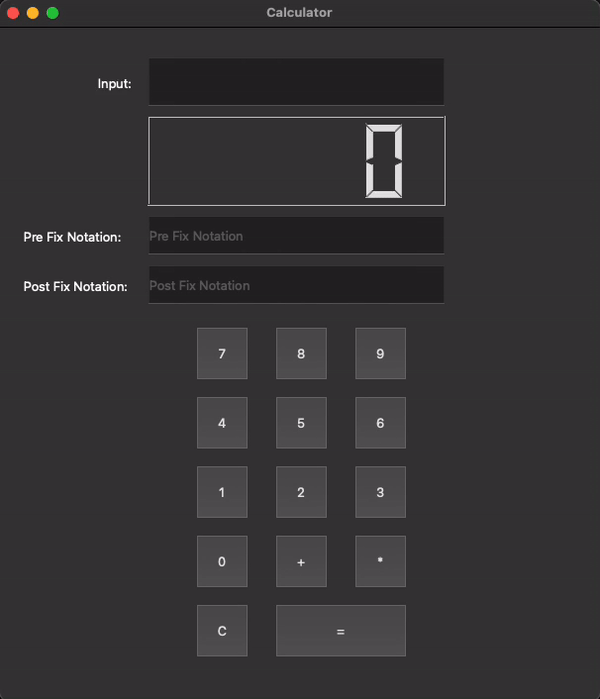 Calculator
Input:
0
Pre Fix Notation: Pre Fix Notation
Post Fix Notation: Post Fix Notation
7 8 9
4 5 6
1 2 3
0 + *
C =